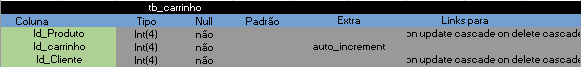 tb_carrinho
Coluna Tipo Null Padrão Extra Links para
Id_Produto Int(4) não on update cascade on delete cascade
Id_carrinho Int(4) não auto_increment
Id_Cliente Int(4) não on update cascade on delete cascade